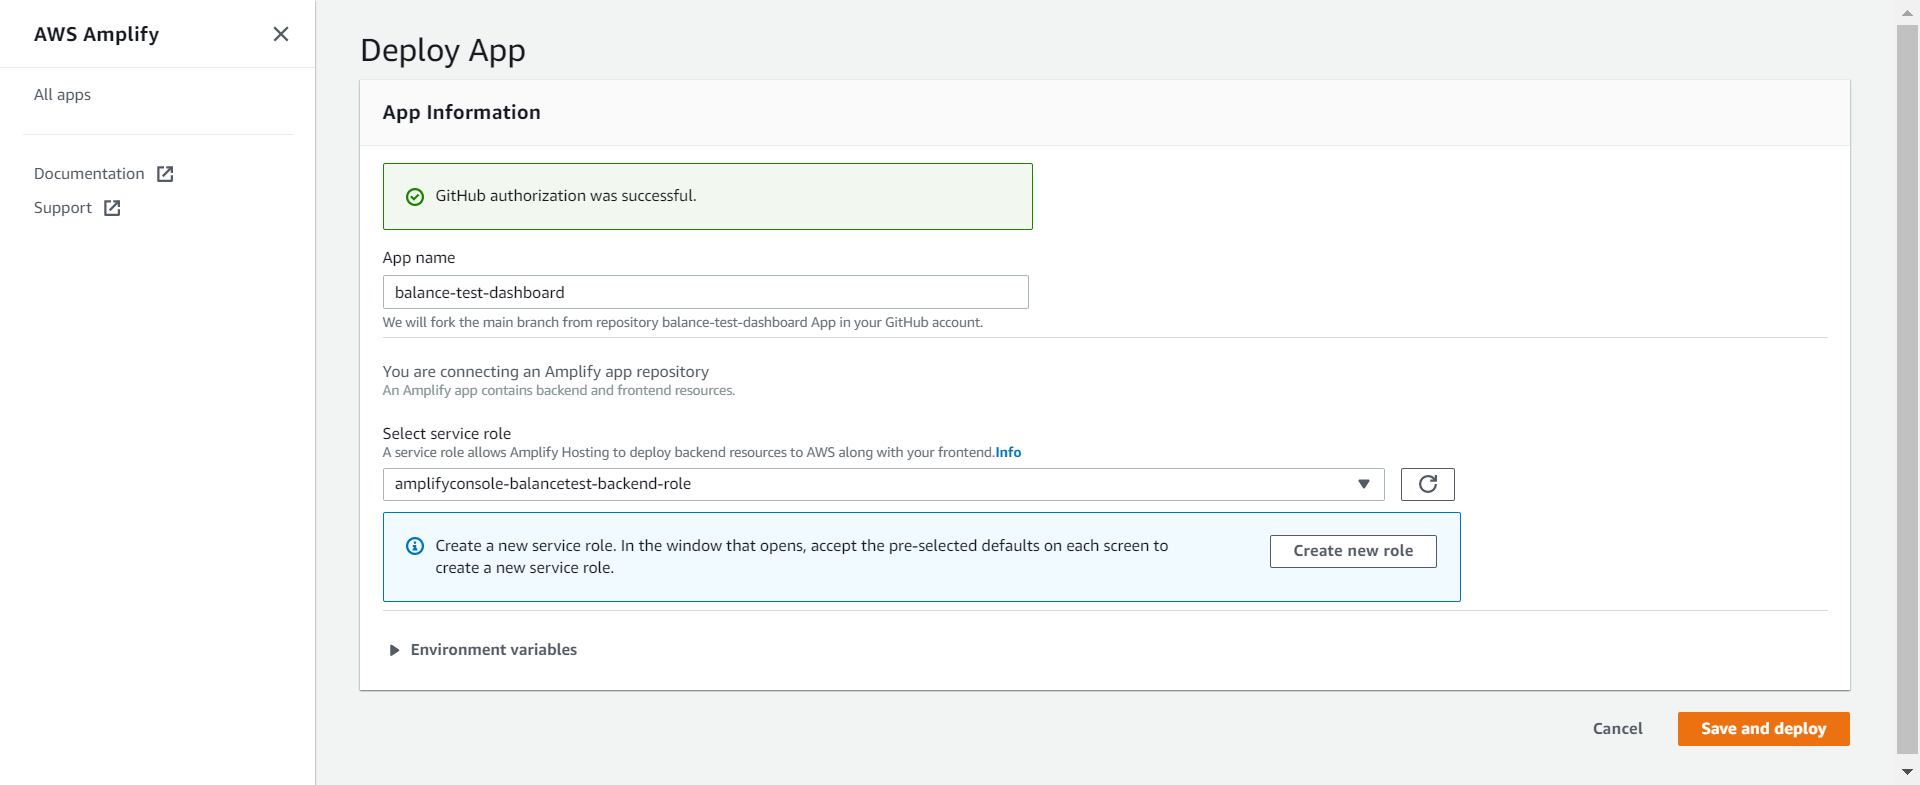 AWS Amplify
All apps
Documentation
Support
Deploy App
App Information
GitHub authorization was successful.
App name
balance-test-dashboard
We will fork the main branch from repository balance-test-dashboard App in your GitHub account.
You are connecting an Amplify app repository
An Amplify app contains backend and frontend resources.
Select service role
A service role allows Amplify Hosting to deploy backend resources to AWS along with your frontend.Info
amplifyconsole-balancetest-backend-role
Create a new service role. In the window that opens, accept the pre-selected defaults on each screen to
create a new service role.
Create new role
Environment variables
Cancel
Save and deploy